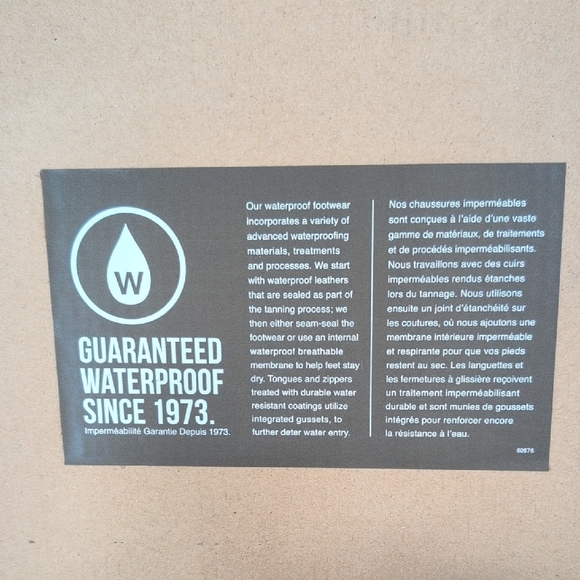 W
GUARANTEED
WATERPROOF
SINCE 1973.
Imperméabilité Garantie Depuis 1973.
Our waterproof footwear
incorporates a variety of
advanced waterproofing
materials, treatments
and processes. We start
with waterproof leathers
that are sealed as part of
the tanning process; we
then either seam-seal the
footwear or use an internal
waterproof breathable
membrane to help feet stay
dry. Tongues and zippers
treated with durable water
resistant coatings utilize
integrated gussets, to
further deter water entry.
Nos chaussures imperméables
sont conçues à l'aide d'une vaste
gamme de matériaux, de traitements
et de procédés imperméabilisants.
Nous travaillons avec des cuirs
imperméables rendus étanches
lors du tannage. Nous utilisons
ensuite un joint d'étanchéité sur
les coutures, où nous ajoutons une
membrane intérieure imperméable
et respirante pour que vos pieds
restent au sec. Les languettes et
les fermetures à glissière reçoivent
un traitement imperméabilisant
durable et sont munies de goussets
intégrés pour renforcer encore
la résistance à l'eau.